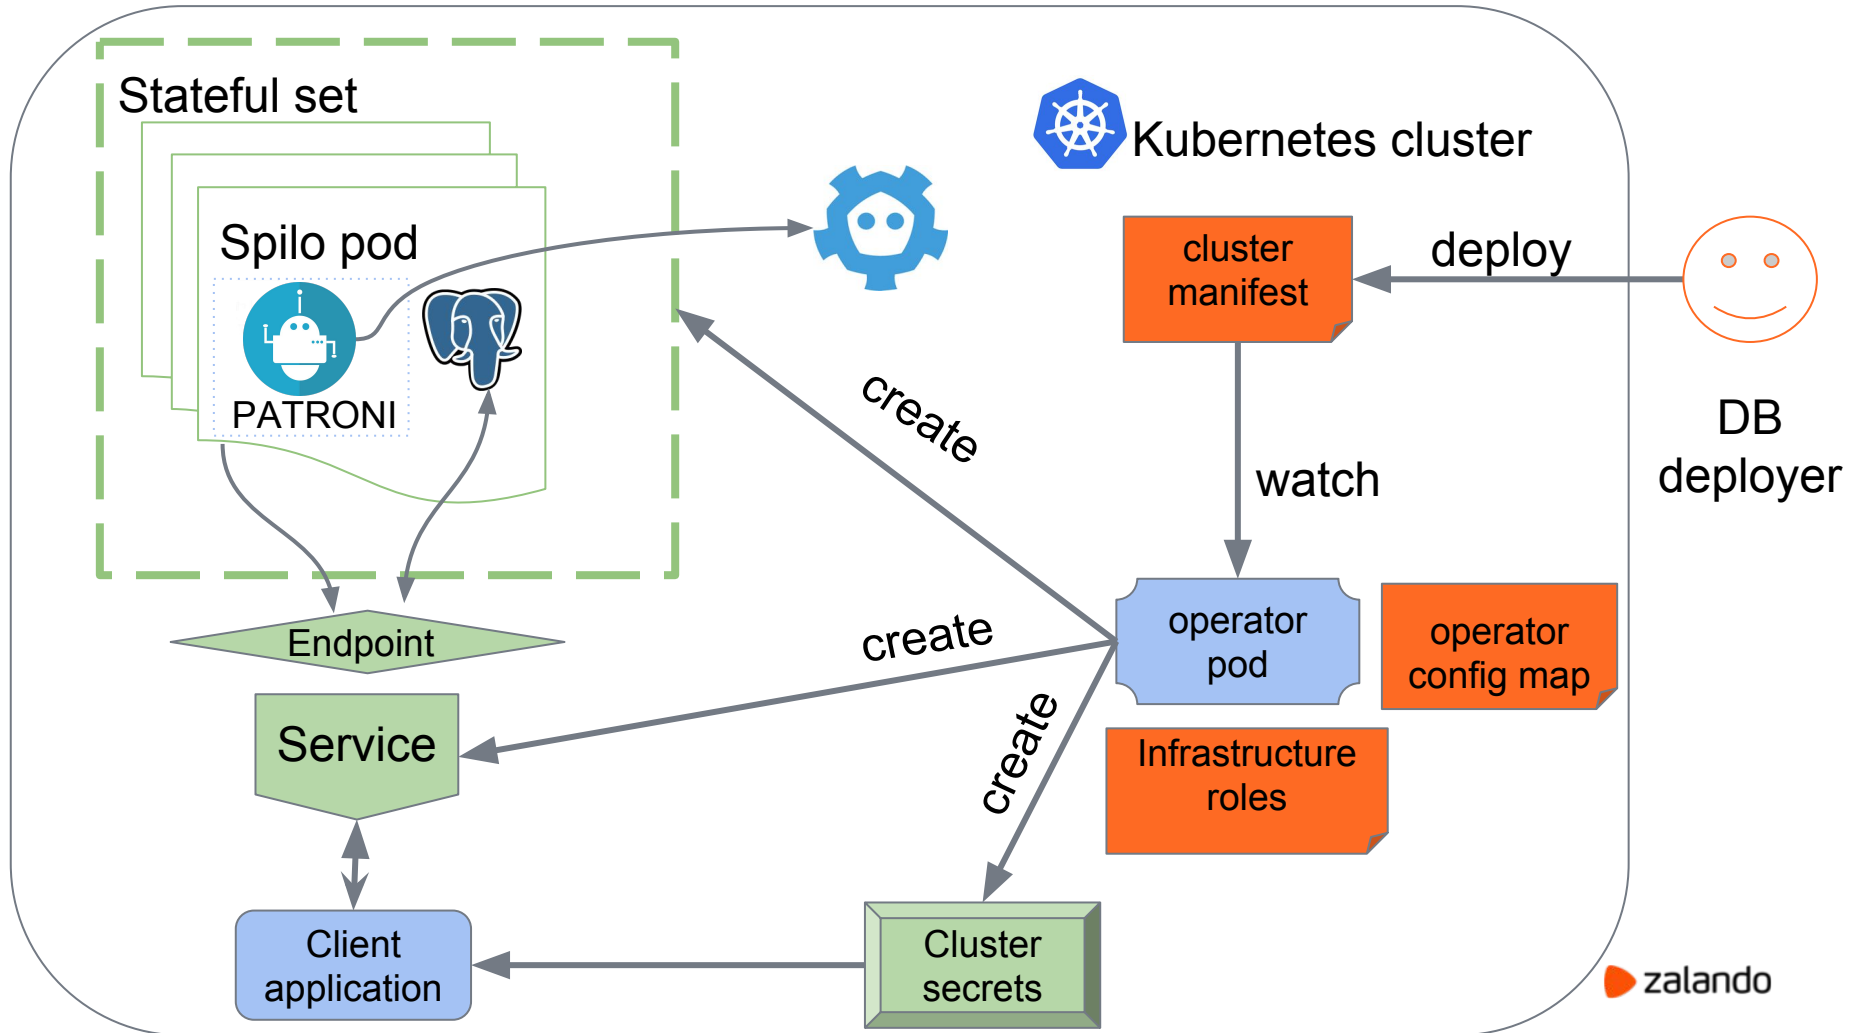 Stateful set
Kubernetes cluster
Spilo pod
PATRONI
cluster
manifest
deploy
DB
deployer
create
watch
Endpoint
create
operator
pod
operator
config map
Service
create
Infrastructure
roles
Client
application
Cluster
secrets
zalando